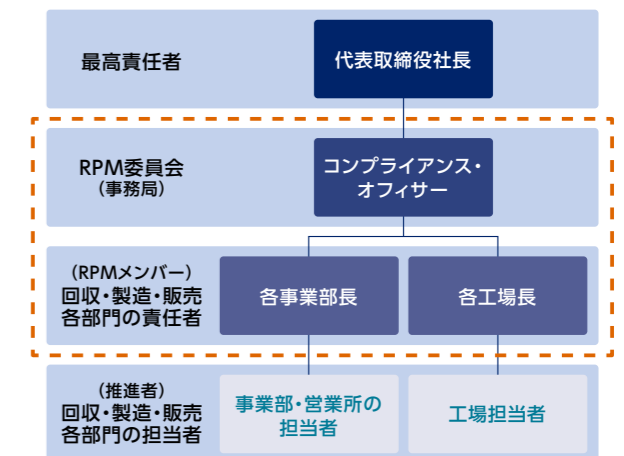 最高責任者
代表取締役社長
RPM委員会
（事務局）
コンプライアンス・
オフィサー
（RPMメンバー）
回収・製造・販売
各部門の責任者
各事業部長
各工場長
（推進者）
回収・製造・販売
各部門の担当者
事業部・営業所の
担当者
工場担当者